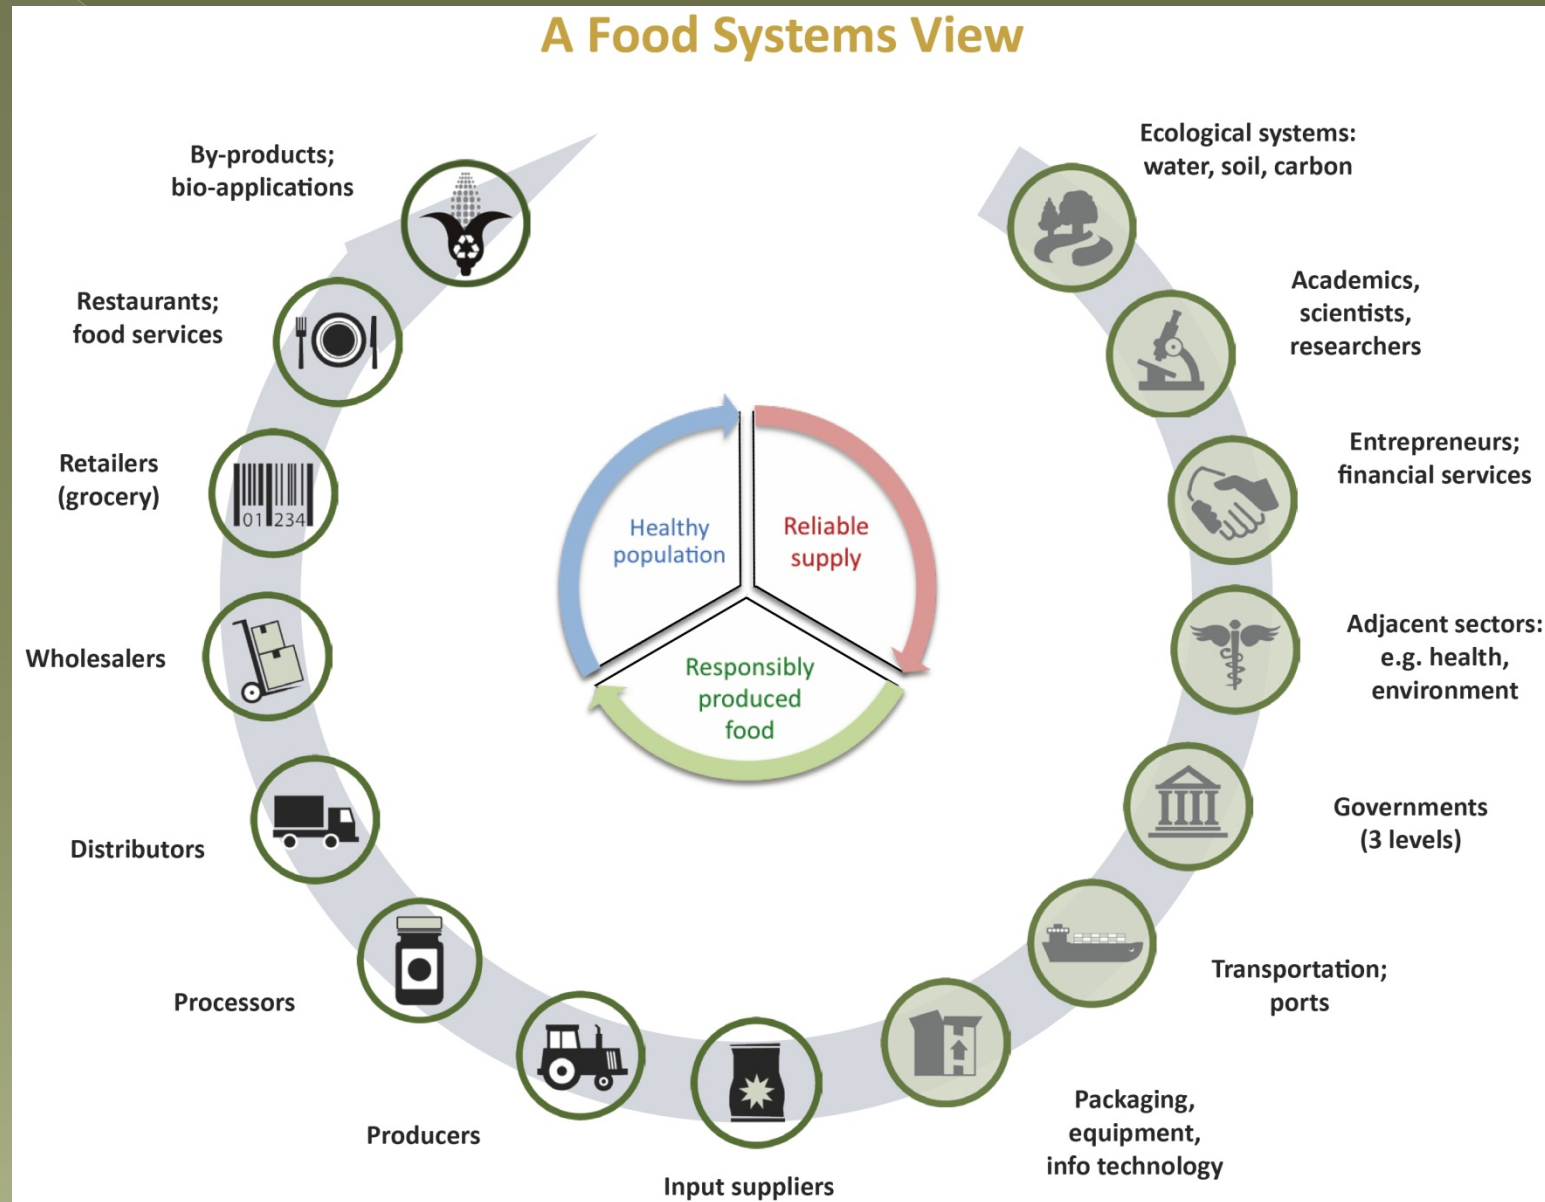 A Food Systems View
Ecological systems:
water, soil, carbon
Academics,
scientists,
researchers
Entrepreneurs;
financial services
Adjacent sectors:
e.g. health,
environment
Governments
(3 levels)
Transportation;
ports
Packaging,
equipment,
info technology
Input suppliers
Producers
Processors
Distributors
Wholesalers
Retailers
(grocery)
01 234
Restaurants;
food services
By-products;
bio-applications
Healthy
population
Reliable
supply
Responsibly
produced
food